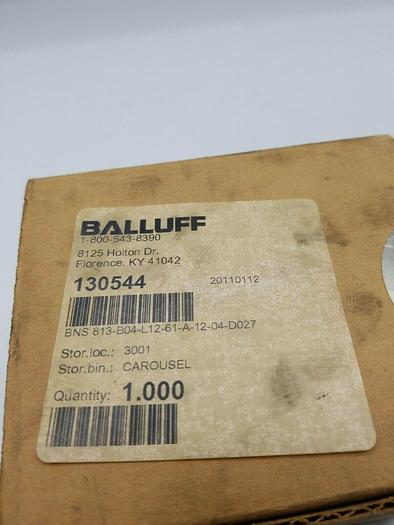 BALLUFF
1-800-543-8390
8125 Holton Dr.
Florence, KY 41042
130544 20110112
BNS 813-B04-L12-61-A-12-04-D027
Stor.loc.: 3001
Stor.bin.: CAROUSEL
Quantity: 1.000